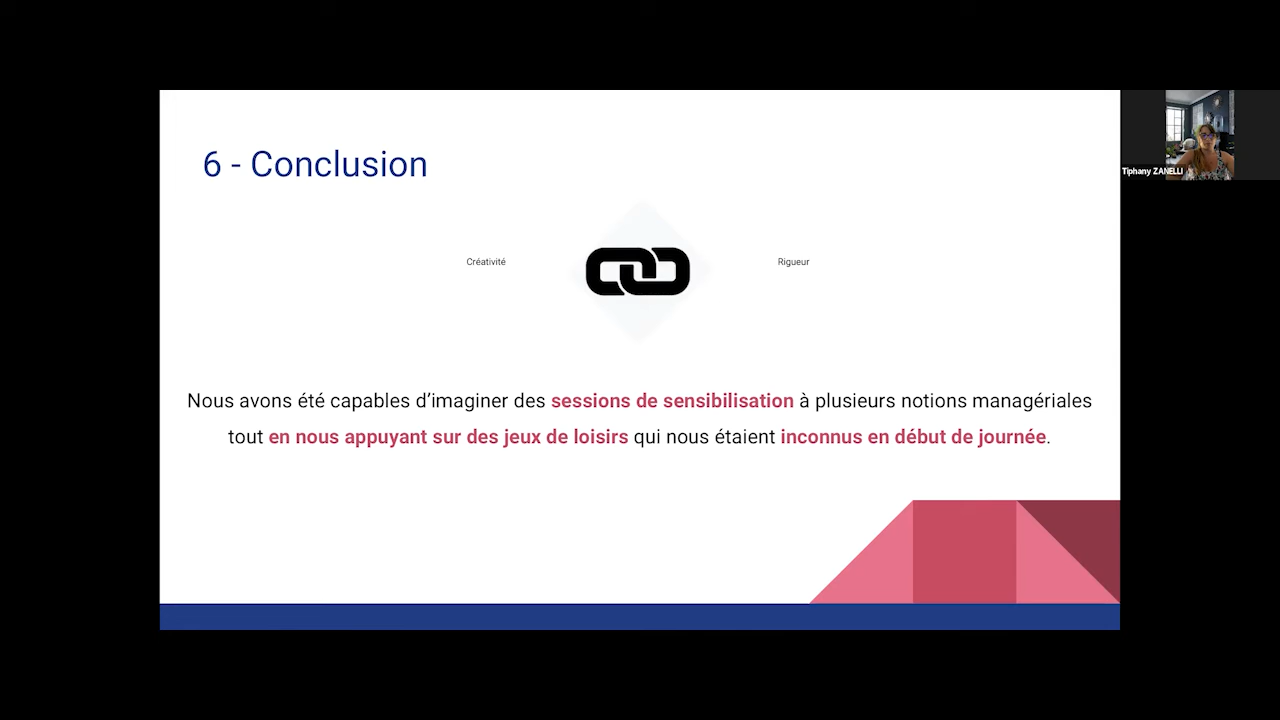 6 - Conclusion
Créativité
Rigueur
Nous avons été capables d’imaginer des sessions de sensibilisation à plusieurs notions managériales
tout en nous appuyant sur des jeux de loisirs qui nous étaient inconnus en début de journée.
Tiphany ZANELLI